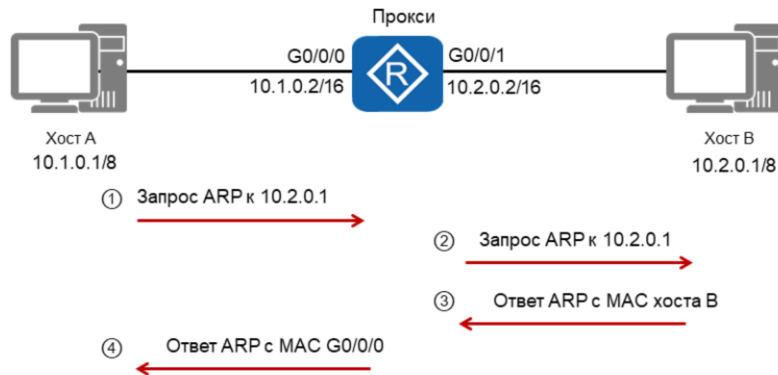 Прокси
G0/0/0
G0/0/1
R
10.1.0.2/16
10.2.0.2/16
Хост A
10.1.0.1/8
Хост B
10.2.0.1/8
① Запрос ARP к 10.2.0.1
② Запрос ARP к 10.2.0.1
③ Ответ ARP с MAC хоста B
④ Ответ ARP с MAC G0/0/0